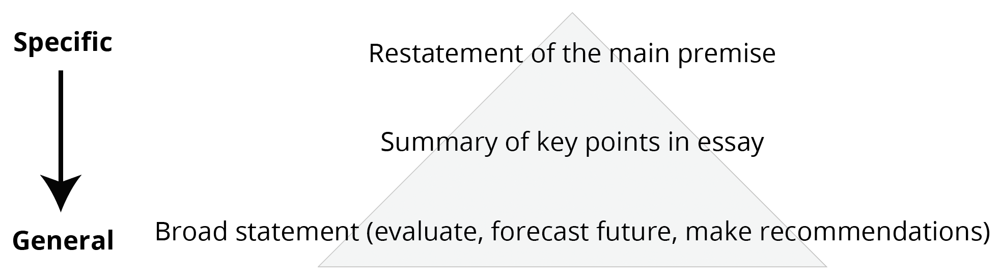 Specific
Restatement of the main premise
Summary of key points in essay
General
Broad statement (evaluate, forecast future, make recommendations)